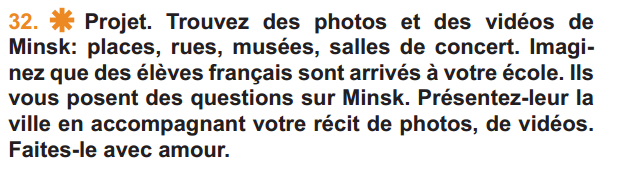 32. ✱ Projet. Trouvez des photos et des vidéos de
Minsk: places, rues, musées, salles de concert. Imagi-
nez que des élèves français sont arrivés à votre école. Ils
vous posent des questions sur Minsk. Présentez-leur la
ville en accompagnant votre récit de photos, de vidéos.
Faites-le avec amour.